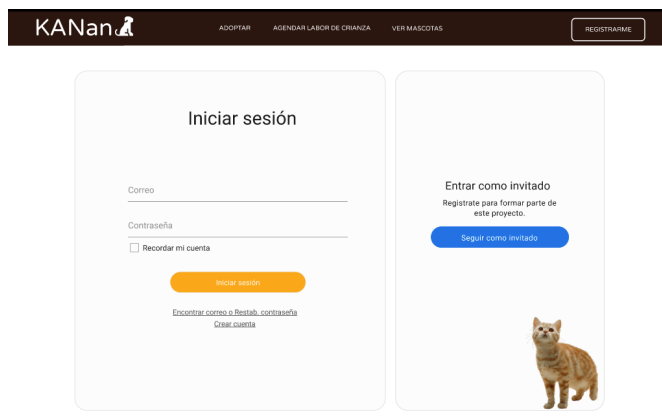 KANan
ADOPTAR AGENDAR LABOR DE CRIANZA VER MASCOTAS REGISTRARME
Iniciar sesión
Correo
Contraseña
Recordar mi cuenta
Iniciar sesión
Encontrar correo o Restab. contraseña
Crear cuenta
Entrar como invitado
Registrate para formar parte de
este proyecto.
Seguir como invitado